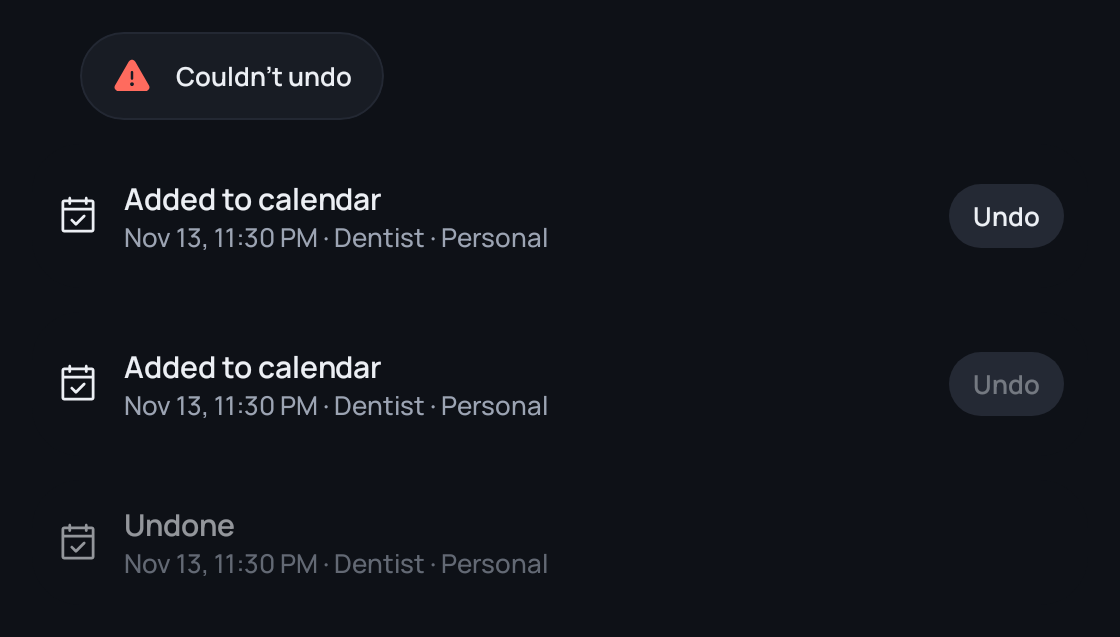 Couldn’t undo
Added to calendar
Nov 13, 11:30 PM · Dentist · Personal
Undo
Added to calendar
Nov 13, 11:30 PM · Dentist · Personal
Undo
Undone
Nov 13, 11:30 PM · Dentist · Personal